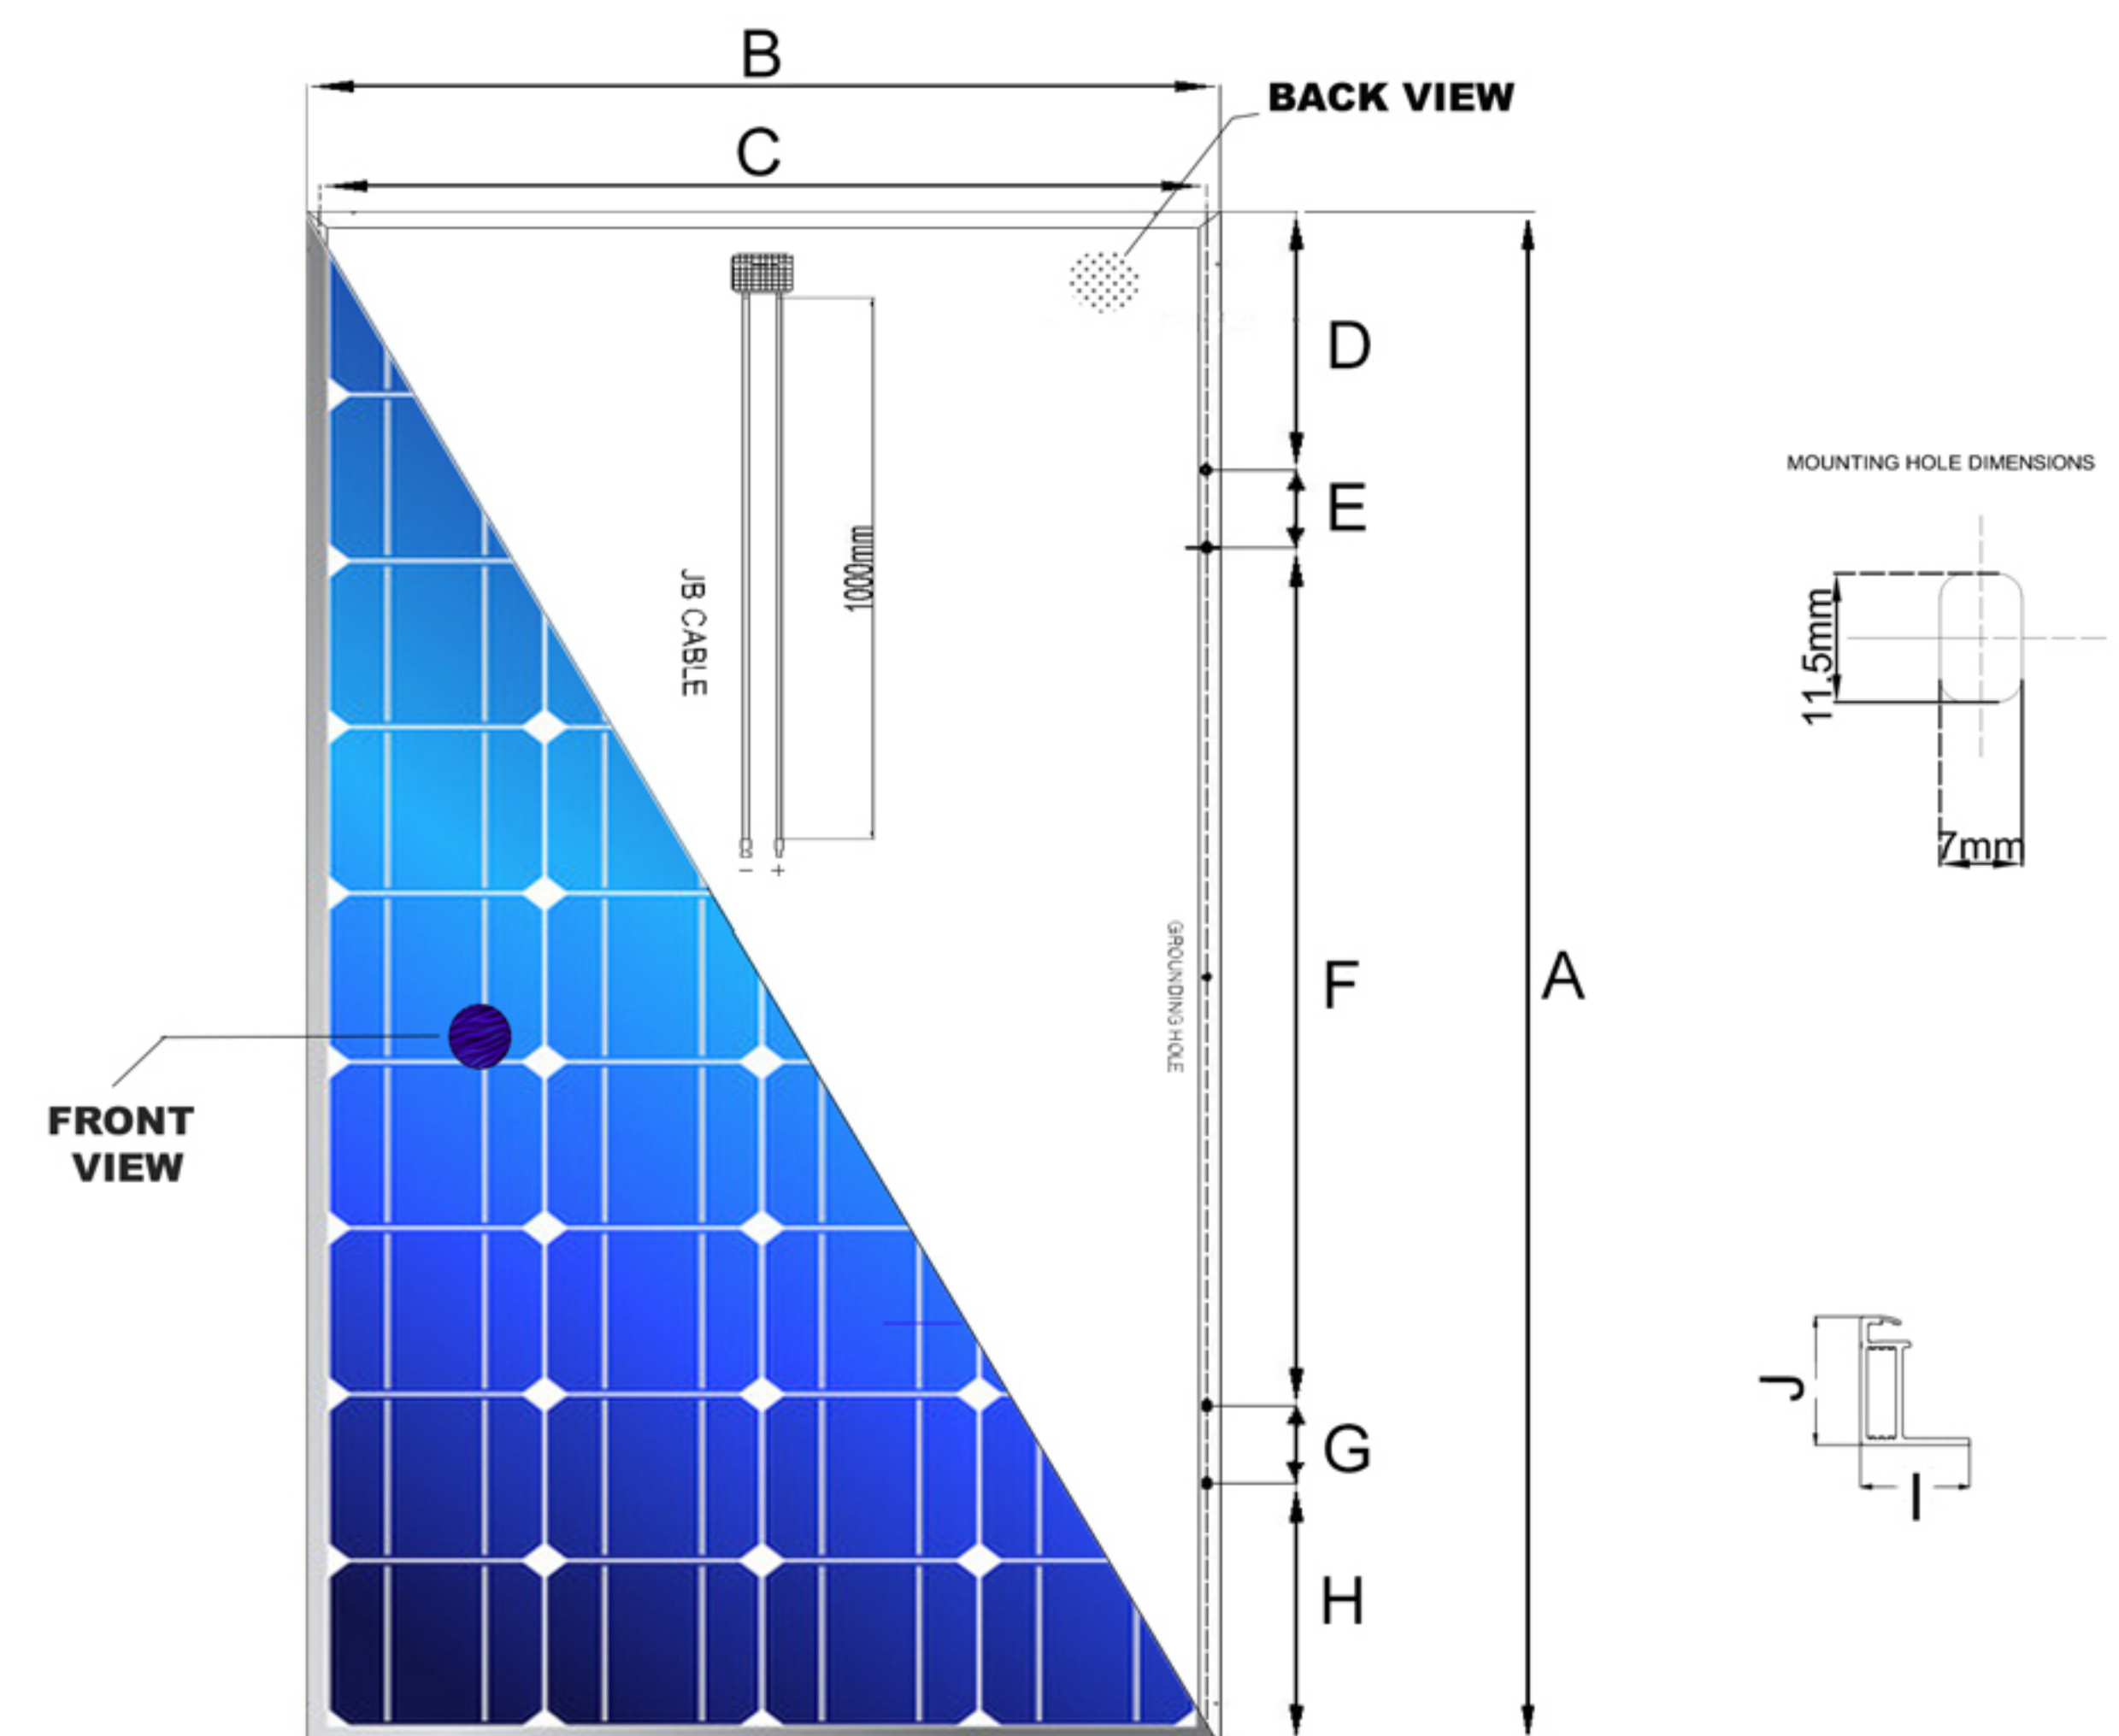 B
BACK VIEW
C
D
MOUNTING HOLE DIMENSIONS
E
1000mm
JB CABLE
11.5mm
7mm
− +
GROUNDING HOLE
F
A
FRONT
VIEW
J
G
I
H